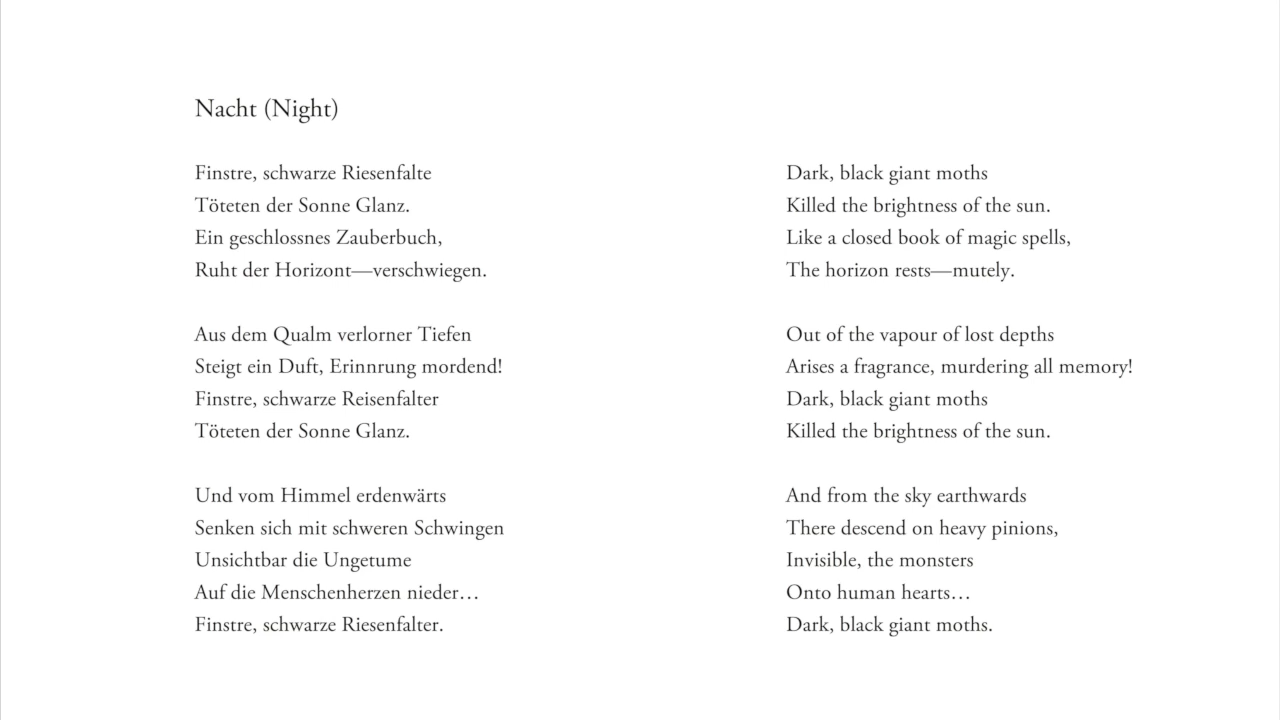 Nacht (Night)
Finstre, schwarze Riesenfalte
Töteten der Sonne Glanz.
Ein geschlossnes Zauberbuch,
Ruht der Horizont—verschwiegen.
Aus dem Qualm verlorner Tiefen
Steigt ein Duft, Erinnrung mordend!
Finstre, schwarze Reisenfalter
Töteten der Sonne Glanz.
Und vom Himmel erdenwärts
Senken sich mit schweren Schwingen
Unsichtbar die Ungetume
Auf die Menschenherzen nieder…
Finstre, schwarze Riesenfalter.
Dark, black giant moths
Killed the brightness of the sun.
Like a closed book of magic spells,
The horizon rests—mutely.
Out of the vapour of lost depths
Arises a fragrance, murdering all memory!
Dark, black giant moths
Killed the brightness of the sun.
And from the sky earthwards
There descend on heavy pinions,
Invisible, the monsters
Onto human hearts…
Dark, black giant moths.